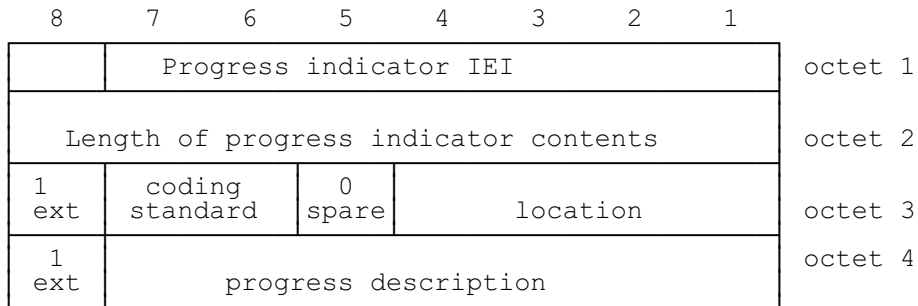 8 7 6 5 4 3 2 1
Progress indicator IEI octet 1
Length of progress indicator contents octet 2
1 coding 0
ext standard spare location octet 3
1 octet 4
ext progress description